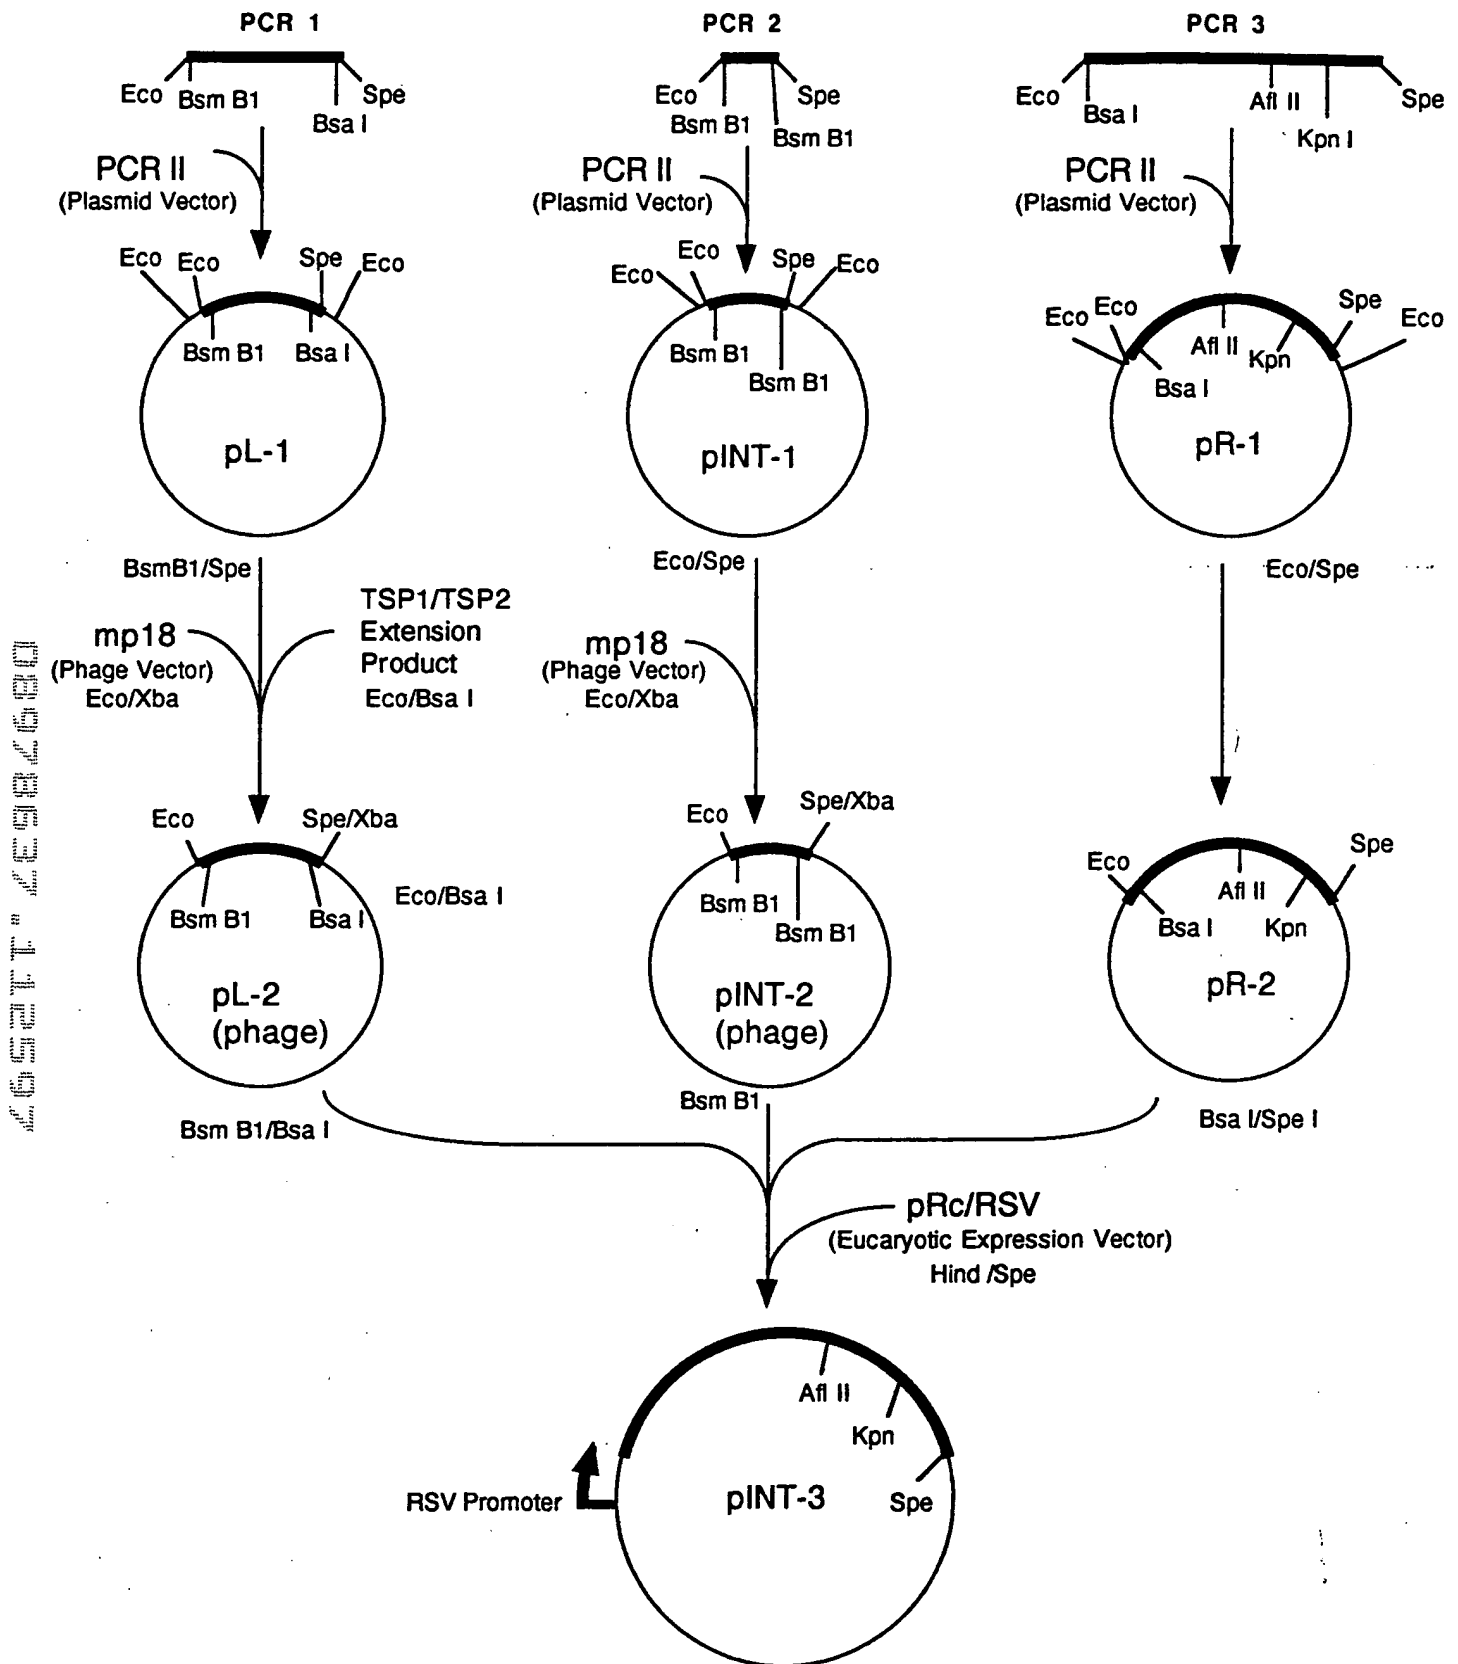 PCR 1
PCR 2
PCR 3
Eco
Bsm B1
Bsa I
Spe
Eco
Bsm B1
Spe
Bsm B1
Eco
Bsa I
Afl II
Kpn I
Spe
PCR II
(Plasmid Vector)
PCR II
(Plasmid Vector)
PCR II
(Plasmid Vector)
Eco
Eco
Spe
Eco
Bsm B1
Bsa I
pL-1
Eco
Eco
Spe
Eco
Bsm B1
Bsm B1
pINT-1
Eco
Eco
Spe
Eco
Afl II
Kpn
Bsa I
pR-1
BsmB1/Spe
Eco/Spe
Eco/Spe
mp18
(Phage Vector)
Eco/Xba
TSP1/TSP2
Extension
Product
Eco/Bsa I
mp18
(Phage Vector)
Eco/Xba
08978637.112597
Eco
Spe/Xba
Bsm B1
Bsa I
Eco/Bsa I
pL-2
(phage)
Eco
Spe/Xba
Bsm B1
Bsm B1
pINT-2
(phage)
Eco
Spe
Afl II
Bsa I
Kpn
pR-2
Bsm B1/Bsa I
Bsm B1
Bsa I/Spe I
pRc/RSV
(Eucaryotic Expression Vector)
Hind /Spe
Afl II
Kpn
Spe
RSV Promoter
pINT-3